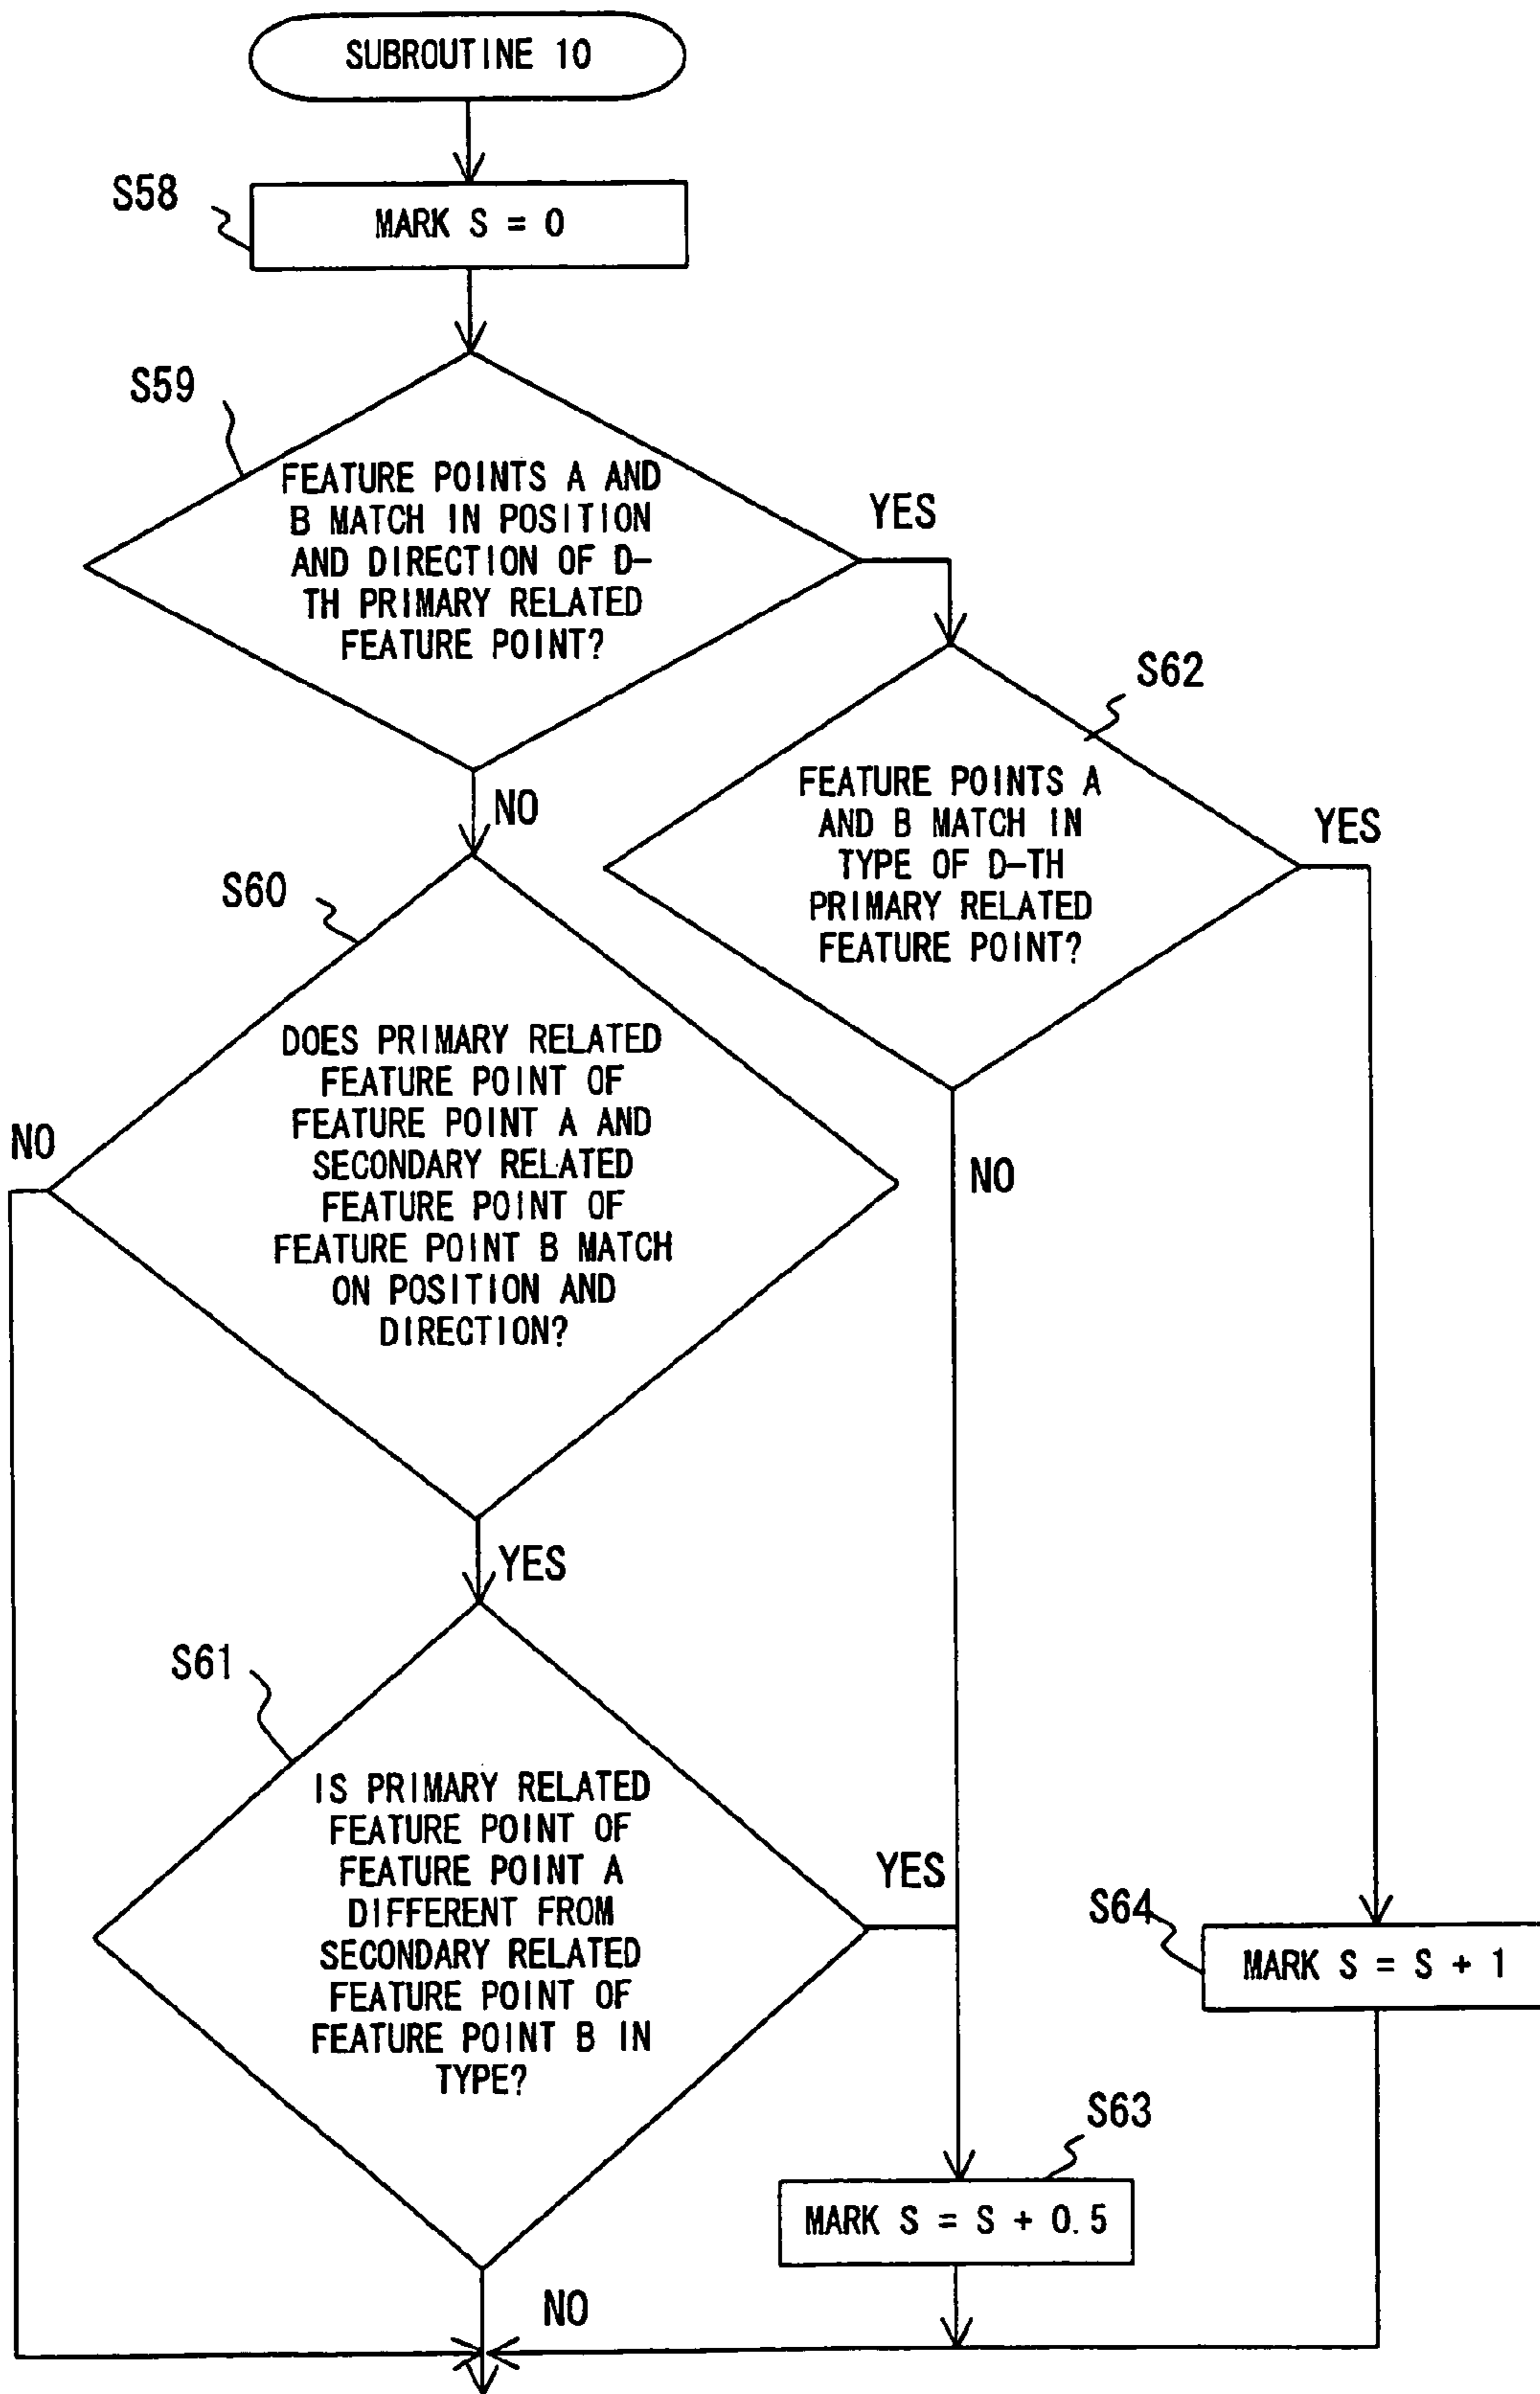 SUBROUTINE 10
S58
MARK S = 0
S59
FEATURE POINTS A AND
B MATCH IN POSITION
AND DIRECTION OF D-
TH PRIMARY RELATED
FEATURE POINT?
YES
NO
S62
FEATURE POINTS A
AND B MATCH IN
TYPE OF D-TH
PRIMARY RELATED
FEATURE POINT?
YES
NO
S60
DOES PRIMARY RELATED
FEATURE POINT OF
FEATURE POINT A AND
SECONDARY RELATED
FEATURE POINT OF
FEATURE POINT B MATCH
ON POSITION AND
DIRECTION?
NO
YES
S61
IS PRIMARY RELATED
FEATURE POINT OF
FEATURE POINT A
DIFFERENT FROM
SECONDARY RELATED
FEATURE POINT OF
FEATURE POINT B IN
TYPE?
YES
NO
S64
MARK S = S + 1
S63
MARK S = S + 0.5